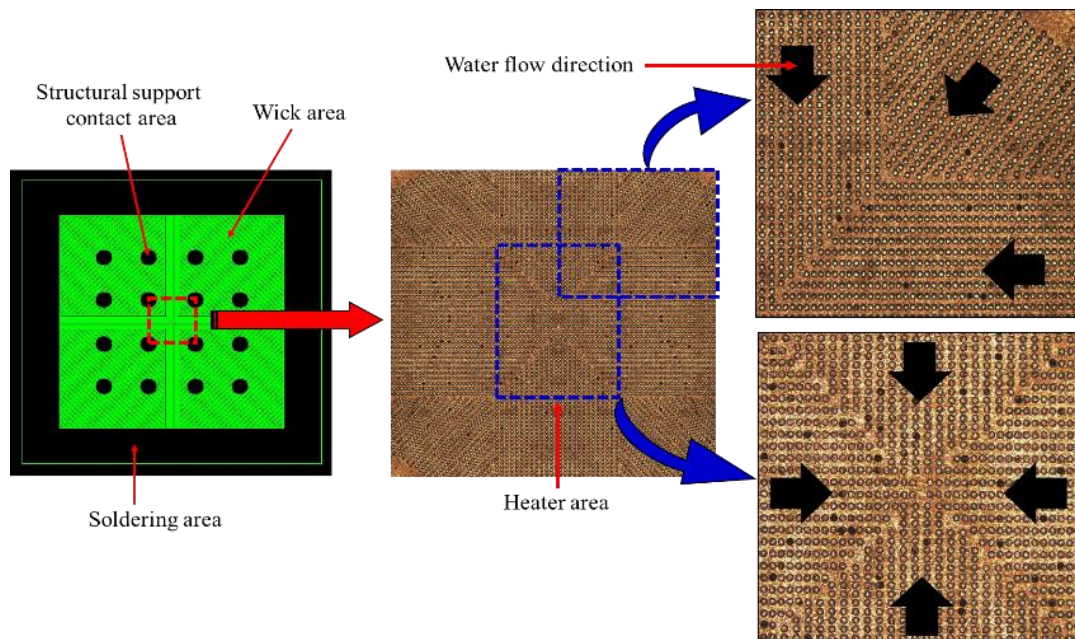 Water flow direction
Structural support
contact area
Wick area
Soldering area
Heater area